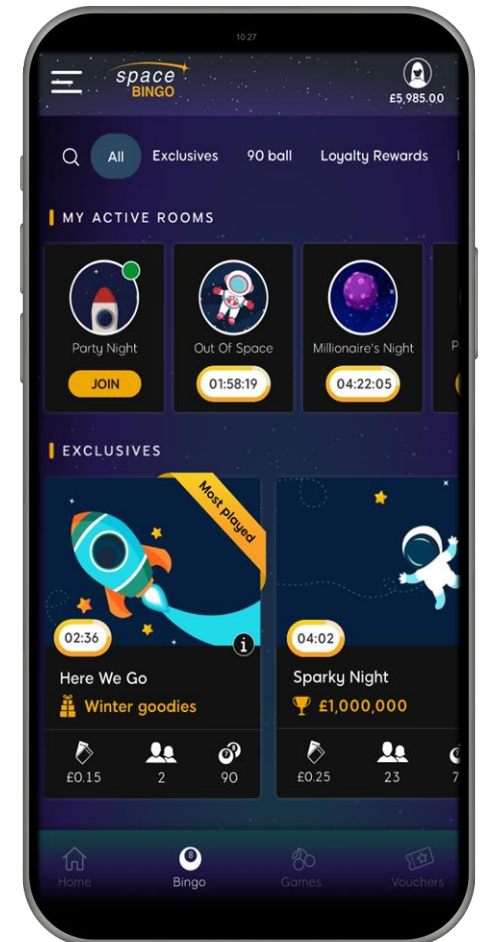 10:27
space
BINGO
£5,985.00
All Exclusives 90 ball Loyalty Rewards
MY ACTIVE ROOMS
Party Night Out Of Space Millionaire's Night P
JOIN 01:58:19 04:22:05
EXCLUSIVES
Most played
02:36 i 04:02
Here We Go Sparky Night
Winter goodies £1,000,000
£0.15 2 90 £0.25 23 7
Home Bingo Games Vouchers